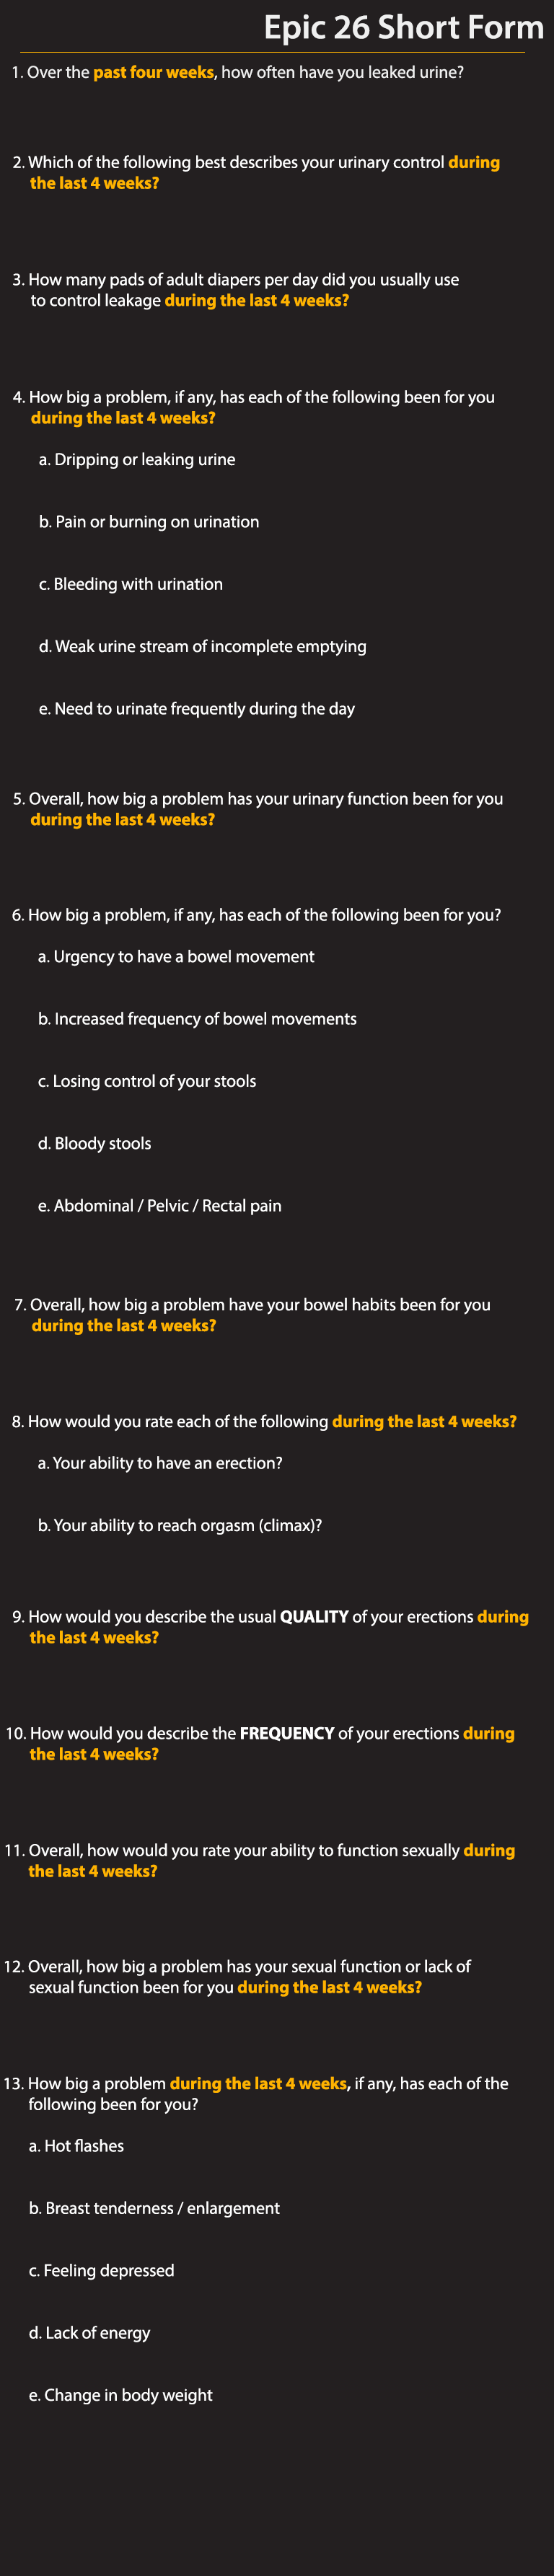 Epic 26 Short Form
1. Over the past four weeks, how often have you leaked urine?
2. Which of the following best describes your urinary control during
the last 4 weeks?
3. How many pads of adult diapers per day did you usually use
to control leakage during the last 4 weeks?
4. How big a problem, if any, has each of the following been for you
during the last 4 weeks?
a. Dripping or leaking urine
b. Pain or burning on urination
c. Bleeding with urination
d. Weak urine stream of incomplete emptying
e. Need to urinate frequently during the day
5. Overall, how big a problem has your urinary function been for you
during the last 4 weeks?
6. How big a problem, if any, has each of the following been for you?
a. Urgency to have a bowel movement
b. Increased frequency of bowel movements
c. Losing control of your stools
d. Bloody stools
e. Abdominal / Pelvic / Rectal pain
7. Overall, how big a problem have your bowel habits been for you
during the last 4 weeks?
8. How would you rate each of the following during the last 4 weeks?
a. Your ability to have an erection?
b. Your ability to reach orgasm (climax)?
9. How would you describe the usual QUALITY of your erections during
the last 4 weeks?
10. How would you describe the FREQUENCY of your erections during
the last 4 weeks?
11. Overall, how would you rate your ability to function sexually during
the last 4 weeks?
12. Overall, how big a problem has your sexual function or lack of
sexual function been for you during the last 4 weeks?
13. How big a problem during the last 4 weeks, if any, has each of the
following been for you?
a. Hot flashes
b. Breast tenderness / enlargement
c. Feeling depressed
d. Lack of energy
e. Change in body weight